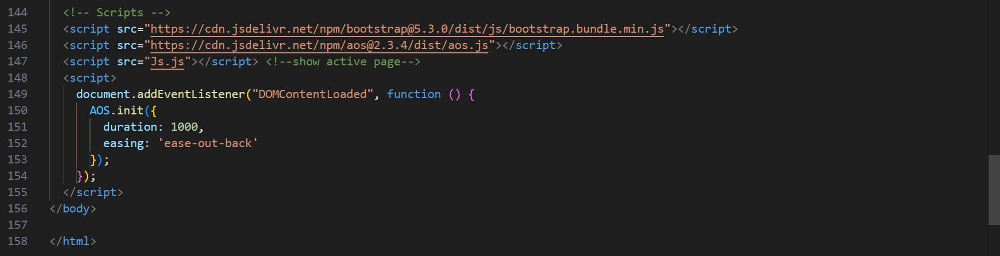 144 <!-- Scripts -->
145 <script src="https://cdn.jsdelivr.net/npm/bootstrap@5.3.0/dist/js/bootstrap.bundle.min.js"></script>
146 <script src="https://cdn.jsdelivr.net/npm/aos@2.3.4/dist/aos.js"></script>
147 <script src="Js.js"></script> <!--show active page-->
148 <script>
149 document.addEventListener("DOMContentLoaded", function () {
150 AOS.init({
151 duration: 1000,
152 easing: 'ease-out-back'
153 });
154 });
155 </script>
156 </body>
157
158 </html>